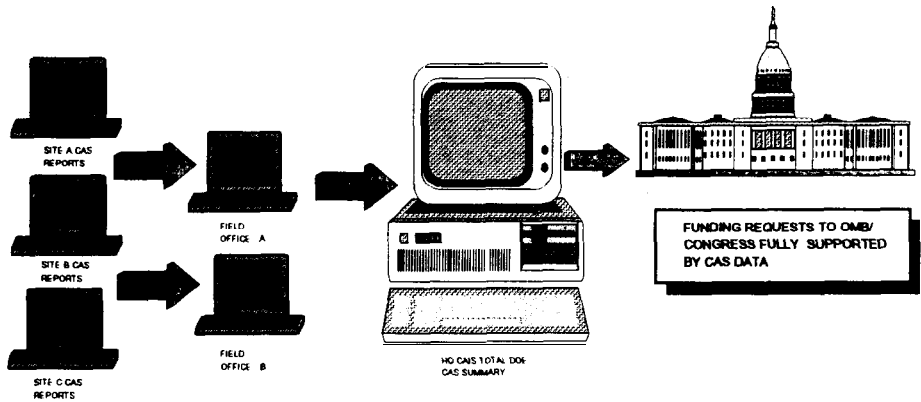 SITE A CAS
REPORTS
SITE B CAS
REPORTS
SITE C CAS
REPORTS
FIELD
OFFICE A
FIELD
OFFICE B
HQ CAIS TOTAL DOE
CAS SUMMARY
FUNDING REQUESTS TO OMB/
CONGRESS FULLY SUPPORTED
BY CAS DATA